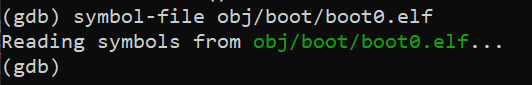 (gdb) symbol-file obj/boot/boot0.elf
Reading symbols from obj/boot/boot0.elf...
(gdb)